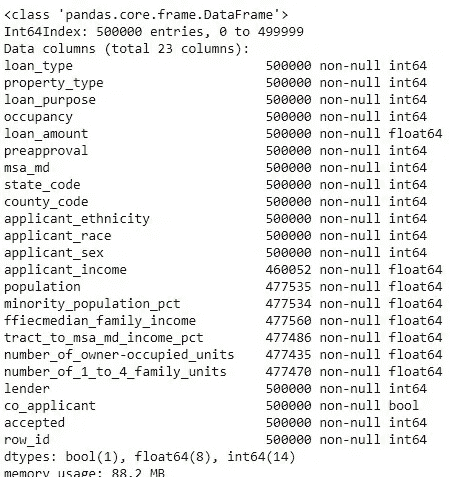 <class 'pandas.core.frame.DataFrame'>
Int64Index: 500000 entries, 0 to 499999
Data columns (total 23 columns):
loan_type                    500000 non-null int64
property_type                500000 non-null int64
loan_purpose                 500000 non-null int64
occupancy                    500000 non-null int64
loan_amount                  500000 non-null float64
preapproval                  500000 non-null int64
msa_md                       500000 non-null int64
state_code                   500000 non-null int64
county_code                  500000 non-null int64
applicant_ethnicity          500000 non-null int64
applicant_race               500000 non-null int64
applicant_sex                500000 non-null int64
applicant_income             460052 non-null float64
population                   477535 non-null float64
minority_population_pct      477534 non-null float64
ffiecmedian_family_income    477560 non-null float64
tract_to_msa_md_income_pct   477486 non-null float64
number_of_owner-occupied_units    477435 non-null float64
number_of_1_to_4_family_units     477470 non-null float64
lender                       500000 non-null int64
co_applicant                 500000 non-null bool
accepted                     500000 non-null int64
row_id                       500000 non-null int64
dtypes: bool(1), float64(8), int64(14)
memory usage: 88.2 MB